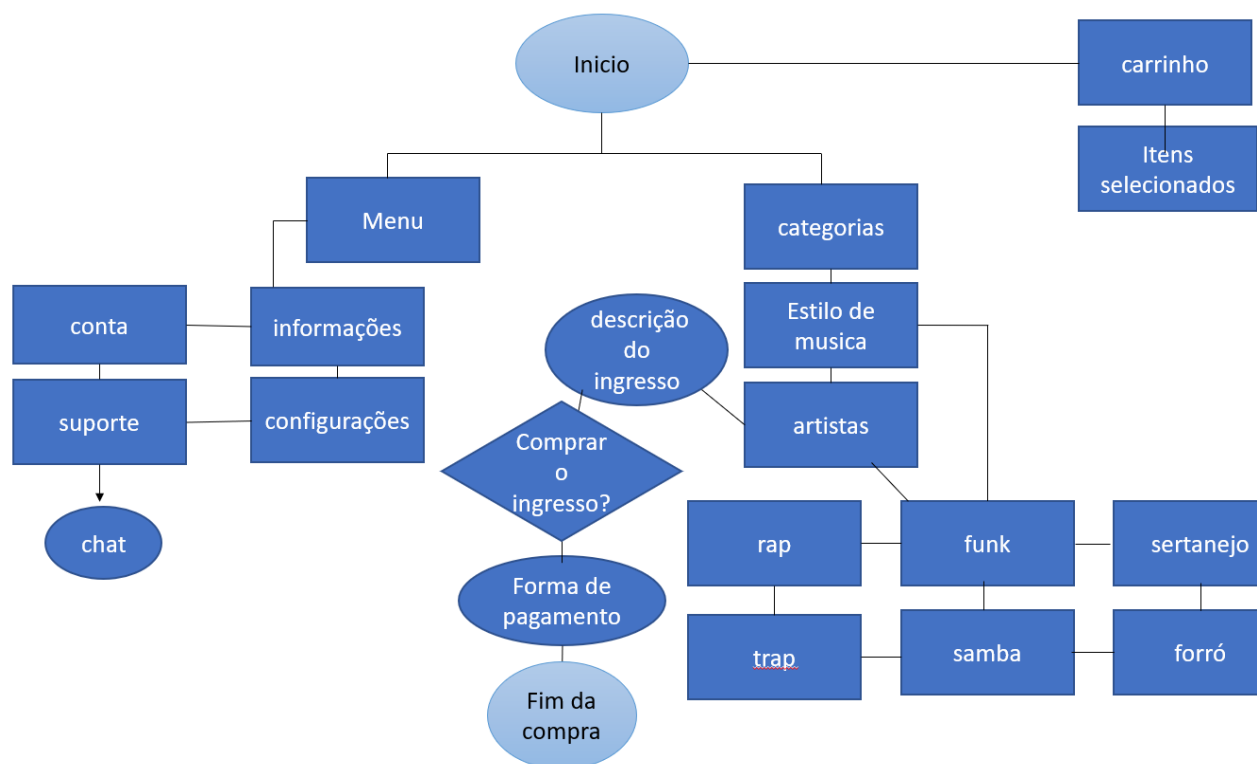 Inicio
carrinho
Itens
selecionados
Menu
categorias
conta
informações
descrição
do
ingresso
Estilo de
musica
suporte
configurações
Comprar
o
ingresso?
artistas
chat
rap
funk
sertanejo
Forma de
pagamento
trap
samba
forró
Fim da
compra